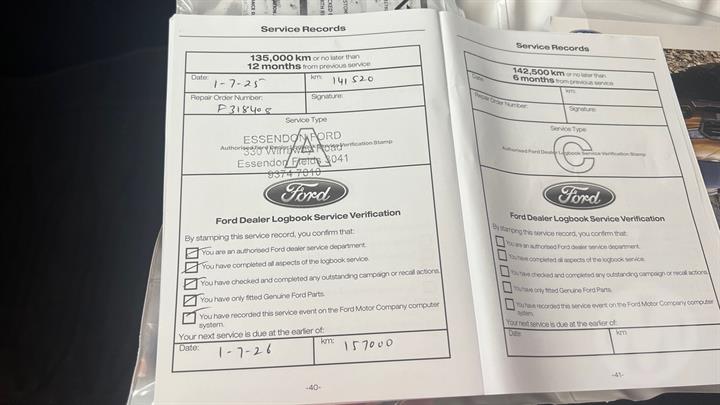 Service Records
135,000 km or no later than
12 months from previous service
Date: 1-7-25
km: 141520
Repair Order Number:
P318408
Signature:
Service Type
A
Authorised Ford Dealer Logbook Service Verification Stamp
ESSENDON FORD
330 Wirraway Road
Essendon Fields 3041
9374 7010
Ford
Ford Dealer Logbook Service Verification
By stamping this service record, you confirm that:
You are an authorised Ford dealer service department.
You have completed all aspects of the logbook service.
You have checked and completed any outstanding campaign or recall actions.
You have only fitted Genuine Ford Parts.
You have recorded this service event on the Ford Motor Company computer
system.
Your next service is due at the earlier of:
Date: 1-7-26
km: 157000
-40-
Service Records
142,500 km or no later than
6 months from previous service
Date:
km:
Repair Order Number:
Signature:
Service Type
C
Authorised Ford Dealer Logbook Service Verification Stamp
Ford
Ford Dealer Logbook Service Verification
By stamping this service record, you confirm that:
You are an authorised Ford dealer service department.
You have completed all aspects of the logbook service.
You have checked and completed any outstanding campaign or recall actions.
You have only fitted Genuine Ford Parts.
You have recorded this service event on the Ford Motor Company computer
system.
Your next service is due at the earlier of:
Date:
km
-41-